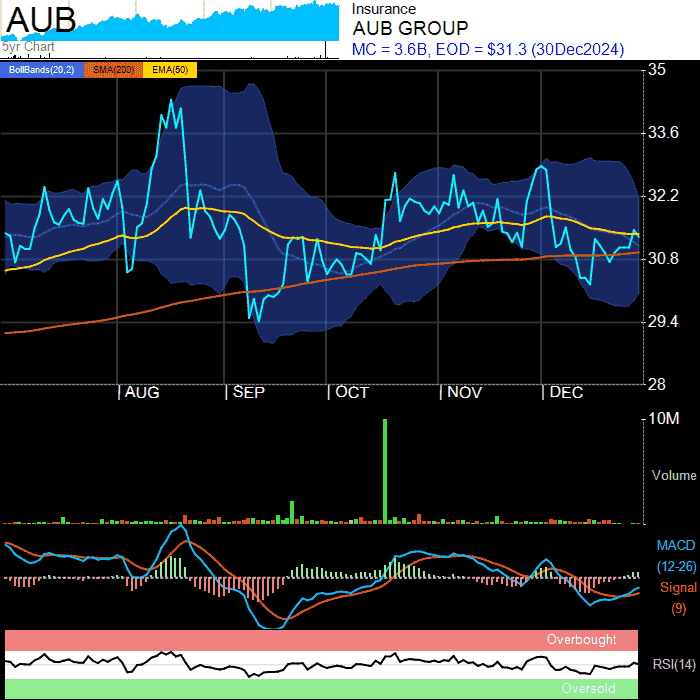 AUB
5yr Chart
Insurance
AUB GROUP
MC = 3.6B, EOD = $31.3 (30Dec2024)
BollBands(20,2) SMA(200) EMA(50)
35
33.6
32.2
30.8
29.4
28
AUG SEP OCT NOV DEC
10M
Volume
MACD
(12-26)
Signal
(9)
Overbought
RSI(14)
Oversold